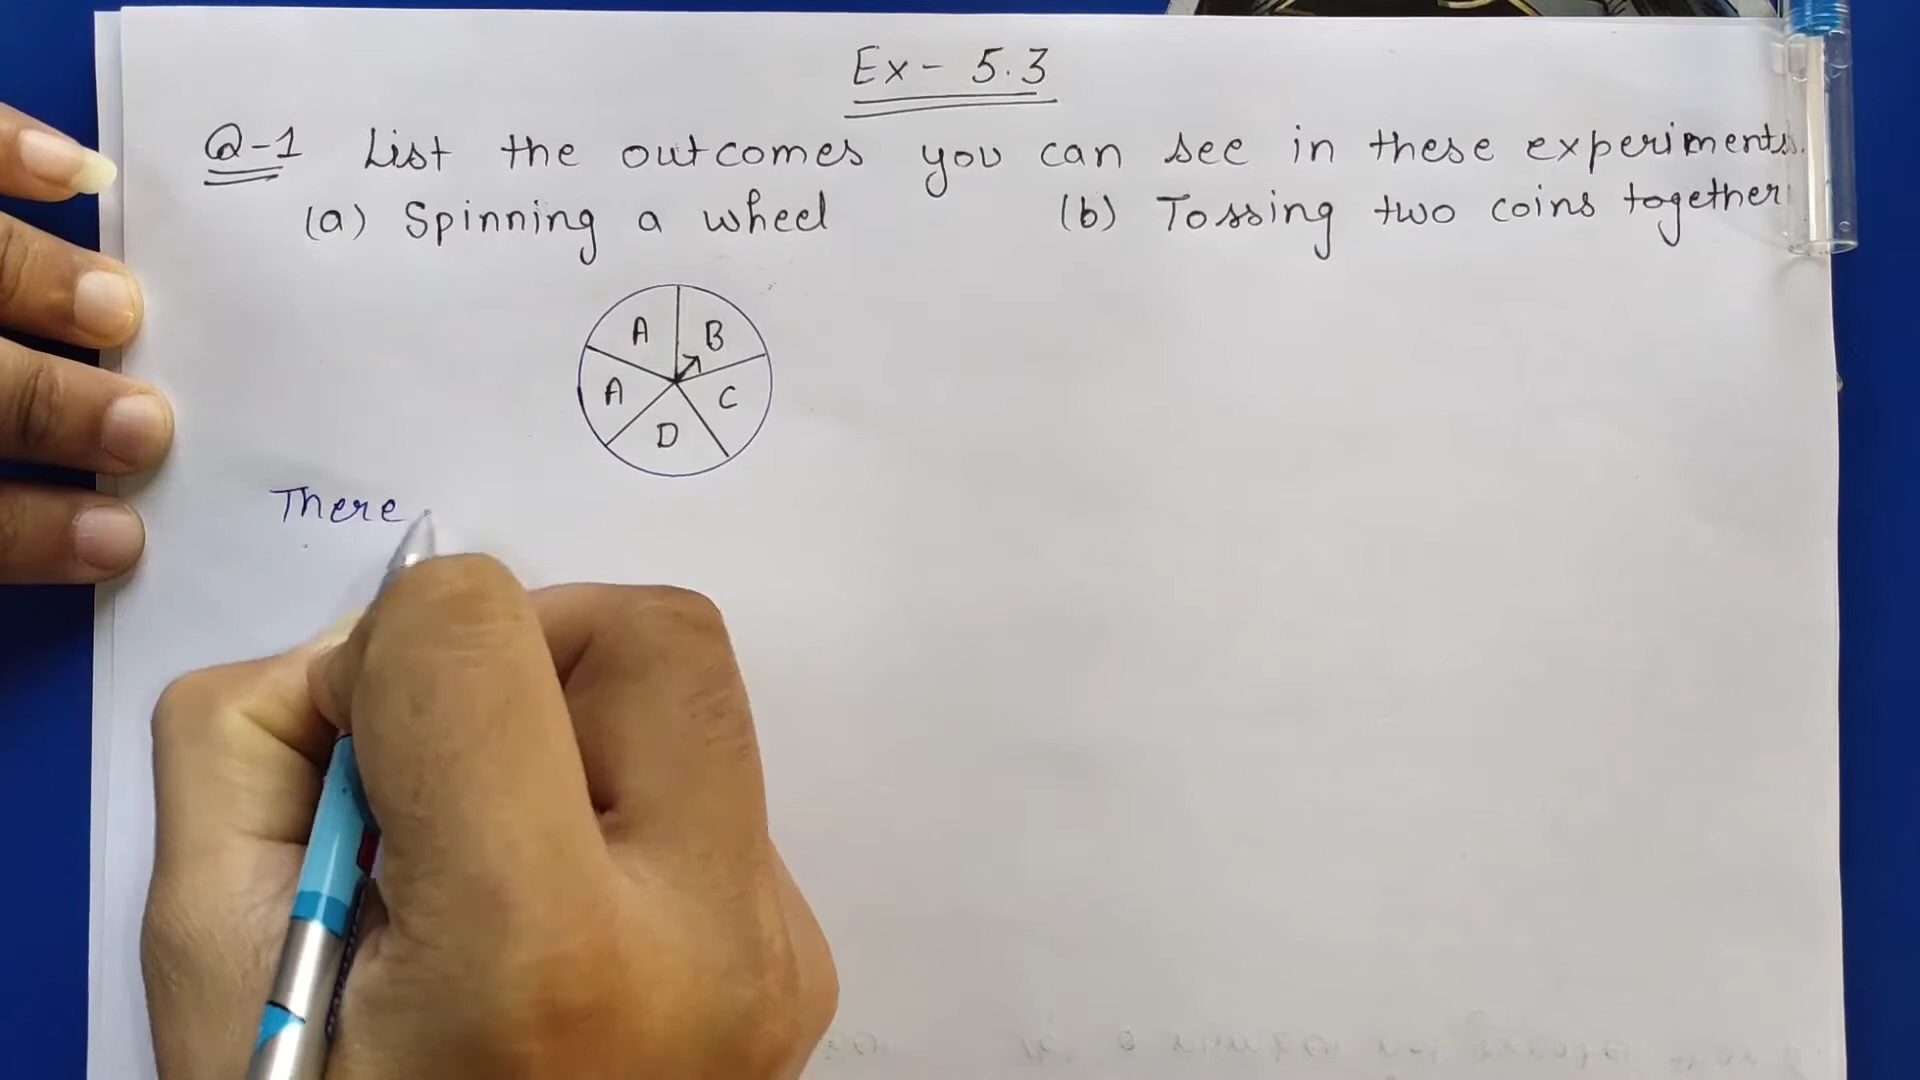 Ex- 5.3
Q-1 List the outcomes you can see in these experiments.
(a) Spinning a wheel (b) Tossing two coins together
A B
A C
D
There